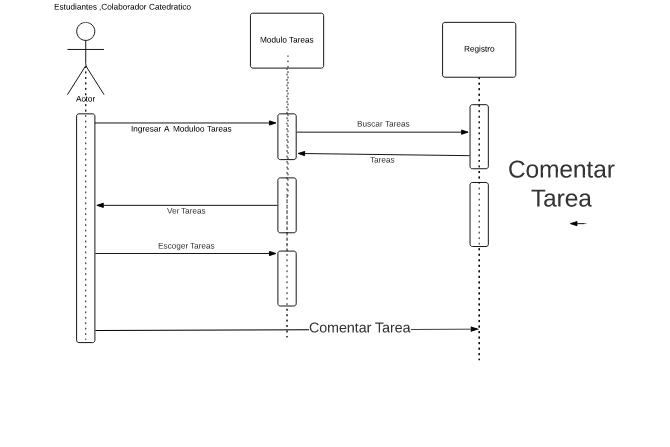 Estudiantes ,Colaborador Catedratico
Modulo Tareas
Registro
Actor
Ingresar A Moduloo Tareas
Buscar Tareas
Tareas
Comentar
Tarea
Ver Tareas
Escoger Tareas
Comentar Tarea